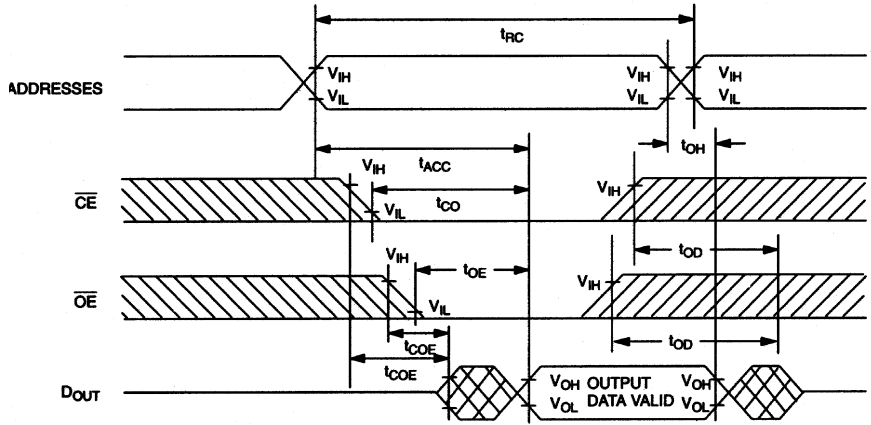 tRC
ADDRESSES
VIH VIH VIH
VIL VIL VIL
tOH
tACC
VIH
CE
VIH
tCO
VIL
tOD
VIH
tOE
VIH
OE
VIL
tCOE
tOD
tCOE
DOUT
VOH OUTPUT VOH
VOL DATA VALID VOL